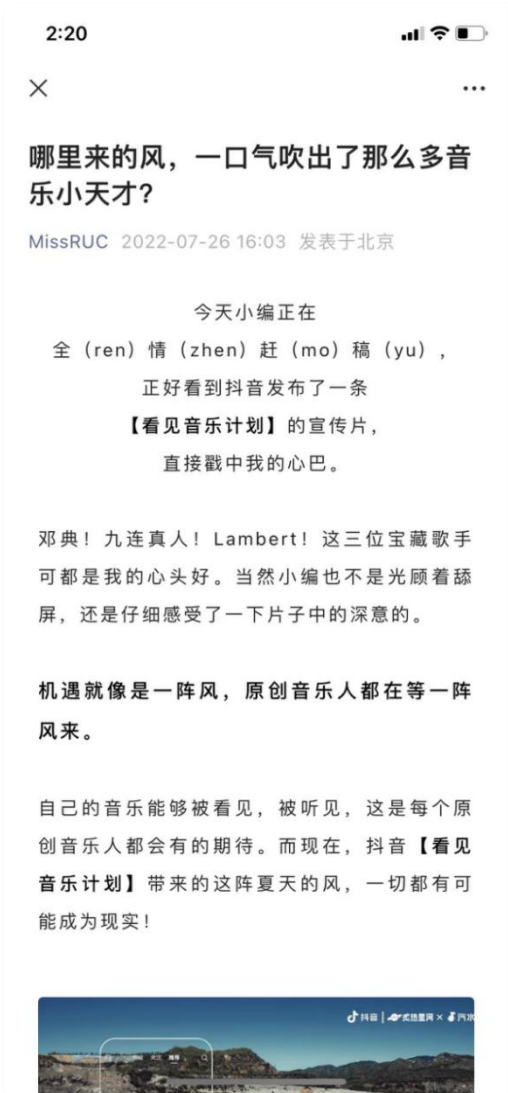 2:20
哪里来的风，一口气吹出了那么多音
乐小天才?
MissRUC 2022-07-26 16:03 发表于北京
今天小编正在
全（ren）情（zhen）赶（mo）稿（yu），
正好看到抖音发布了一条
【看见音乐计划】的宣传片，
直接戳中我的心巴。
邓典！九连真人！Lambert！这三位宝藏歌手
可都是我的心头好。当然小编也不是光顾着舔
屏，还是仔细感受了一下片子中的深意的。
机遇就像是一阵风，原创音乐人都在等一阵
风来。
自己的音乐能够被看见，被听见，这是每个原
创音乐人都会有的期待。而现在，抖音【看见
音乐计划】带来的这阵夏天的风，一切都有可
能成为现实！
抖音 | 炙热星河 × 汽水
推荐